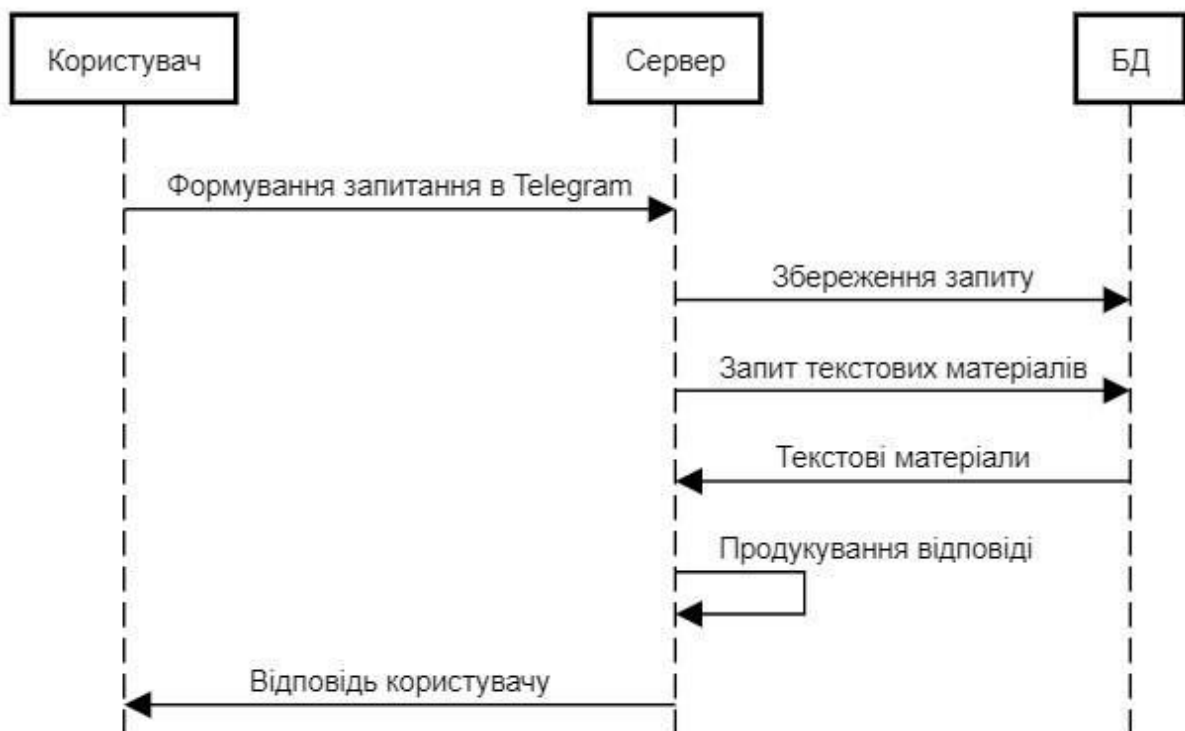 Користувач
Сервер
БД
Формування запитання в Telegram
Збереження запиту
Запит текстових матеріалів
Текстові матеріали
Продукування відповіді
Відповідь користувачу